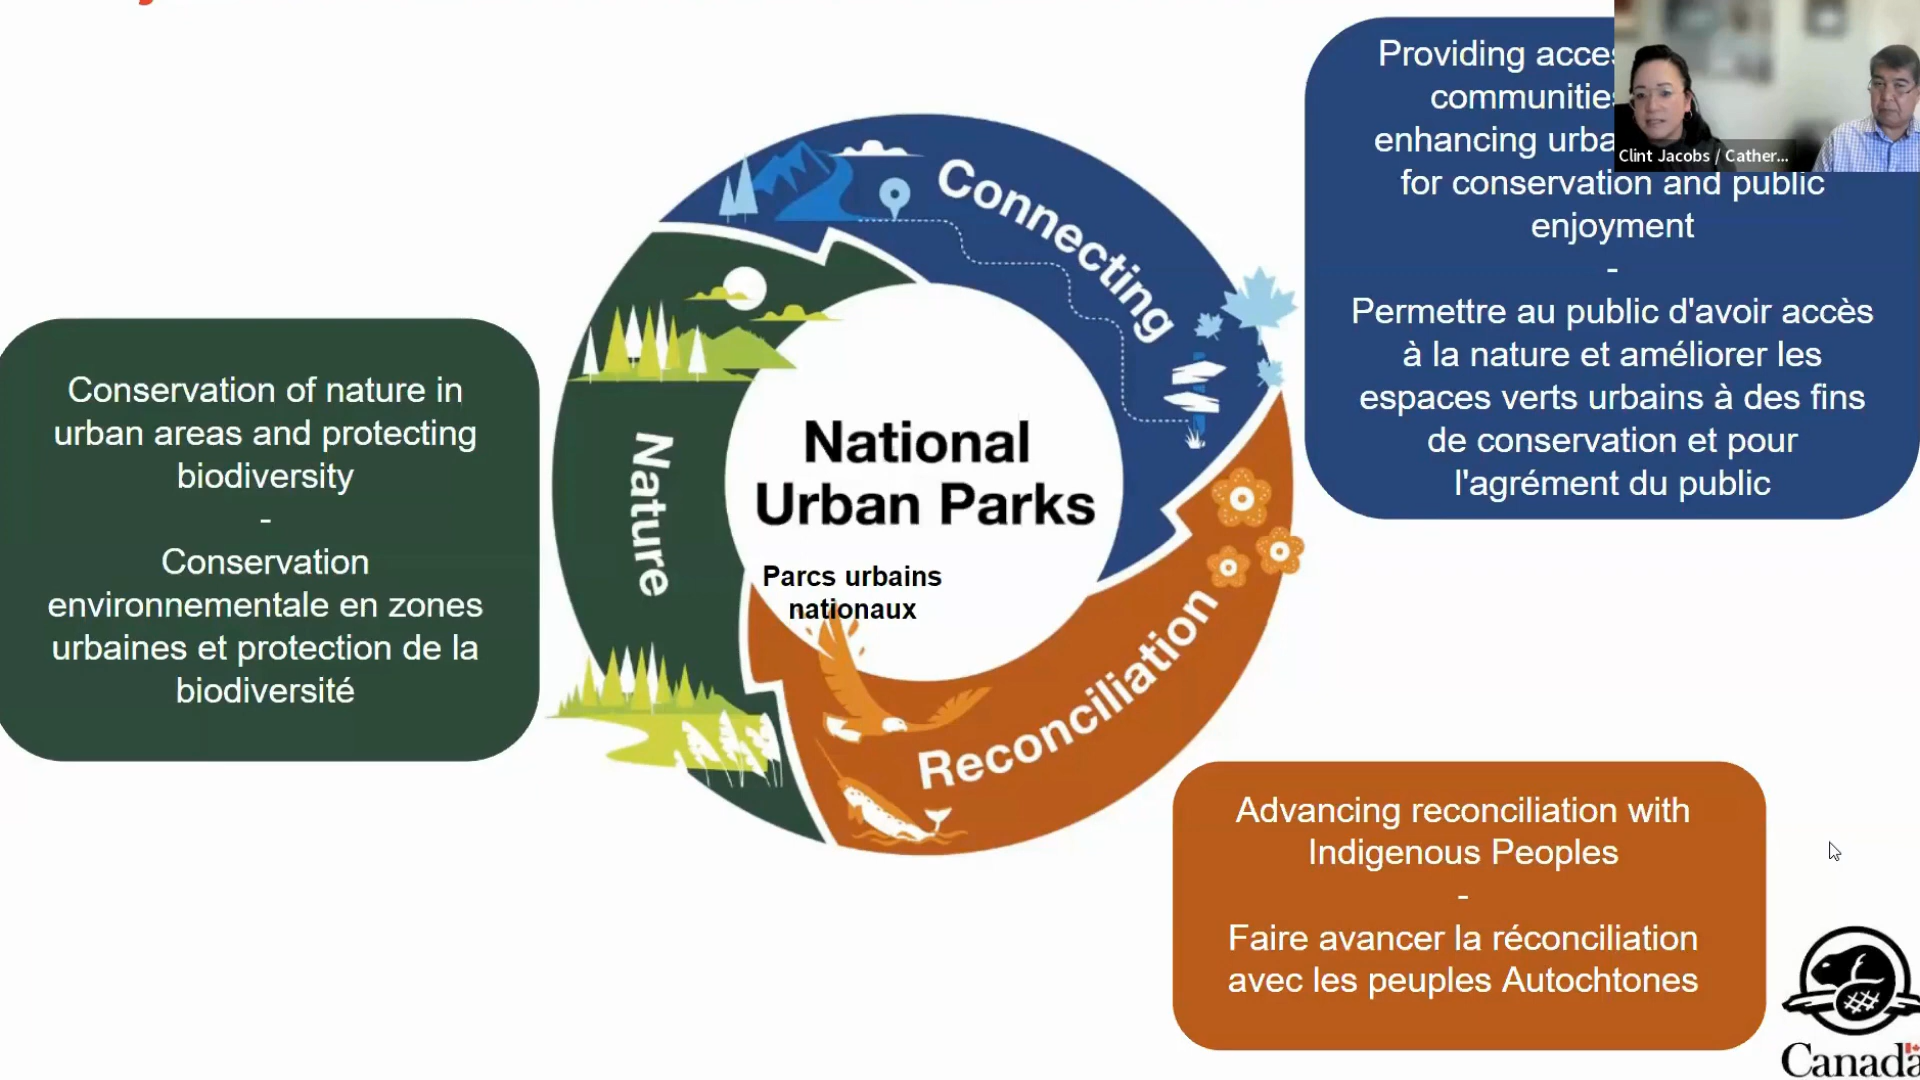 Providing acce
communitie
enhancing urba
for conservation and public
enjoyment
-
Permettre au public d'avoir accès
à la nature et améliorer les
espaces verts urbains à des fins
de conservation et pour
l'agrément du public
Clint Jacobs / Cather...
Connecting
Nature
Reconciliation
National
Urban Parks
Parcs urbains
nationaux
Conservation of nature in
urban areas and protecting
biodiversity
-
Conservation
environnementale en zones
urbaines et protection de la
biodiversité
Advancing reconciliation with
Indigenous Peoples
-
Faire avancer la réconciliation
avec les peuples Autochtones
Canada